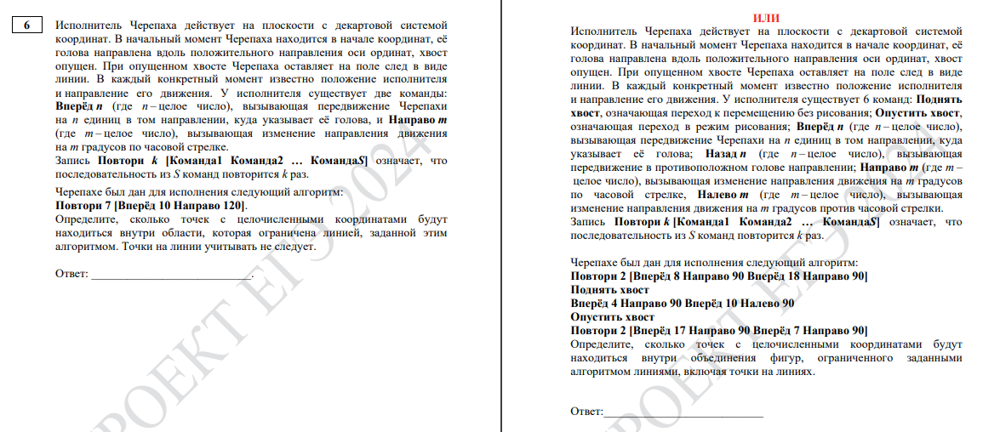 6
Исполнитель Черепаха действует на плоскости с декартовой системой
координат. В начальный момент Черепаха находится в начале координат, её
голова направлена вдоль положительного направления оси ординат, хвост
опущен. При опущенном хвосте Черепаха оставляет на поле след в виде
линии. В каждый конкретный момент известно положение исполнителя
и направление его движения. У исполнителя существует две команды:
Вперёд n (где n – целое число), вызывающая передвижение Черепахи
на n единиц в том направлении, куда указывает её голова, и Направо m
(где m – целое число), вызывающая изменение направления движения
на m градусов по часовой стрелке.
Запись Повтори k [Команда1 Команда2 … КомандаS] означает, что
последовательность из S команд повторится k раз.
Черепахе был дан для исполнения следующий алгоритм:
Повтори 7 [Вперёд 10 Направо 120].
Определите, сколько точек с целочисленными координатами будут
находиться внутри области, которая ограничена линией, заданной этим
алгоритмом. Точки на линии учитывать не следует.
Ответ: ___________________________.
ИЛИ
Исполнитель Черепаха действует на плоскости с декартовой системой
координат. В начальный момент Черепаха находится в начале координат, её
голова направлена вдоль положительного направления оси ординат, хвост
опущен. При опущенном хвосте Черепаха оставляет на поле след в виде
линии. В каждый конкретный момент известно положение исполнителя
и направление его движения. У исполнителя существует 6 команд: Поднять
хвост, означающая переход к перемещению без рисования; Опустить хвост,
означающая переход в режим рисования; Вперёд n (где n – целое число),
вызывающая передвижение Черепахи на n единиц в том направлении, куда
указывает её голова; Назад n (где n – целое число), вызывающая
передвижение в противоположном голове направлении; Направо m (где m –
целое число), вызывающая изменение направления движения на m градусов
по часовой стрелке, Налево m (где m – целое число), вызывающая
изменение направления движения на m градусов против часовой стрелки.
Запись Повтори k [Команда1 Команда2 … КомандаS] означает, что
последовательность из S команд повторится k раз.
Черепахе был дан для исполнения следующий алгоритм:
Повтори 2 [Вперёд 8 Направо 90 Вперёд 18 Направо 90]
Поднять хвост
Вперёд 4 Направо 90 Вперёд 10 Налево 90
Опустить хвост
Повтори 2 [Вперёд 17 Направо 90 Вперёд 7 Направо 90]
Определите, сколько точек с целочисленными координатами будут
находиться внутри объединения фигур, ограниченного заданными
алгоритмом линиями, включая точки на линиях.
Ответ:___________________________
РОЕКТ ЕГЭ 2024
РОЕКТ ЕГЭ 2024